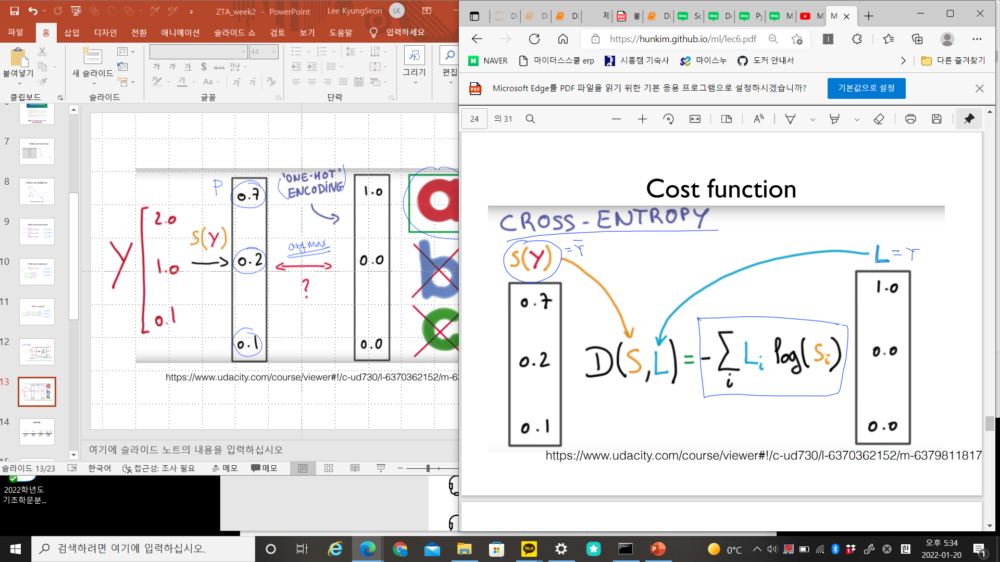 ZTA_week2 - PowerPoint
Lee KyungSeon
LK
파일
홈
삽입
디자인
전환
애니메이션
슬라이드 쇼
검토
보기
도움말
입력하세요
44
붙여넣기
새 슬라이드
그리기
편집
클립보드
슬라이드
글꼴
단락
7
8
9
10
11
12
13
14
P
0.7
0.2
0.1
'ONE-HOT'
ENCODING
1.0
0.0
0.0
Y
2.0
1.0
0.1
S(Y)
arg max
?
a
b
c
https://www.udacity.com/course/viewer#!/c-ud730/l-6370362152/m-6
여기에 슬라이드 노트의 내용을 입력하십시오
슬라이드 13/23
한국어
접근성: 조사 필요
메모
메모
2022학년도
기초학문분...
https://hunkim.github.io/ml/lec6.pdf
NAVER
마이더스스쿨 erp
시흥캠 기숙사
마이스누
도커 안내서
다른 즐겨찾기
Microsoft Edge를 PDF 파일을 읽기 위한 기본 응용 프로그램으로 설정하시겠습니까?
기본값으로 설정
24
의 31
Cost function
CROSS-ENTROPY
S(Y) = Ȳ
L = Y
0.7
0.2
0.1
D(S,L) = -∑i Li log(Si)
1.0
0.0
0.0
https://www.udacity.com/course/viewer#!/c-ud730/l-6370362152/m-6379811817
검색하려면 여기에 입력하십시오.
TALK
0°C
한
오후 5:34
2022-01-20
1